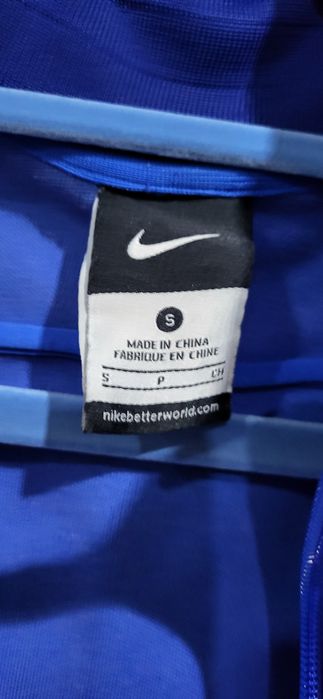 S
MADE IN CHINA
FABRIQUE EN CHINE
S P CH
nikebetterworld.com